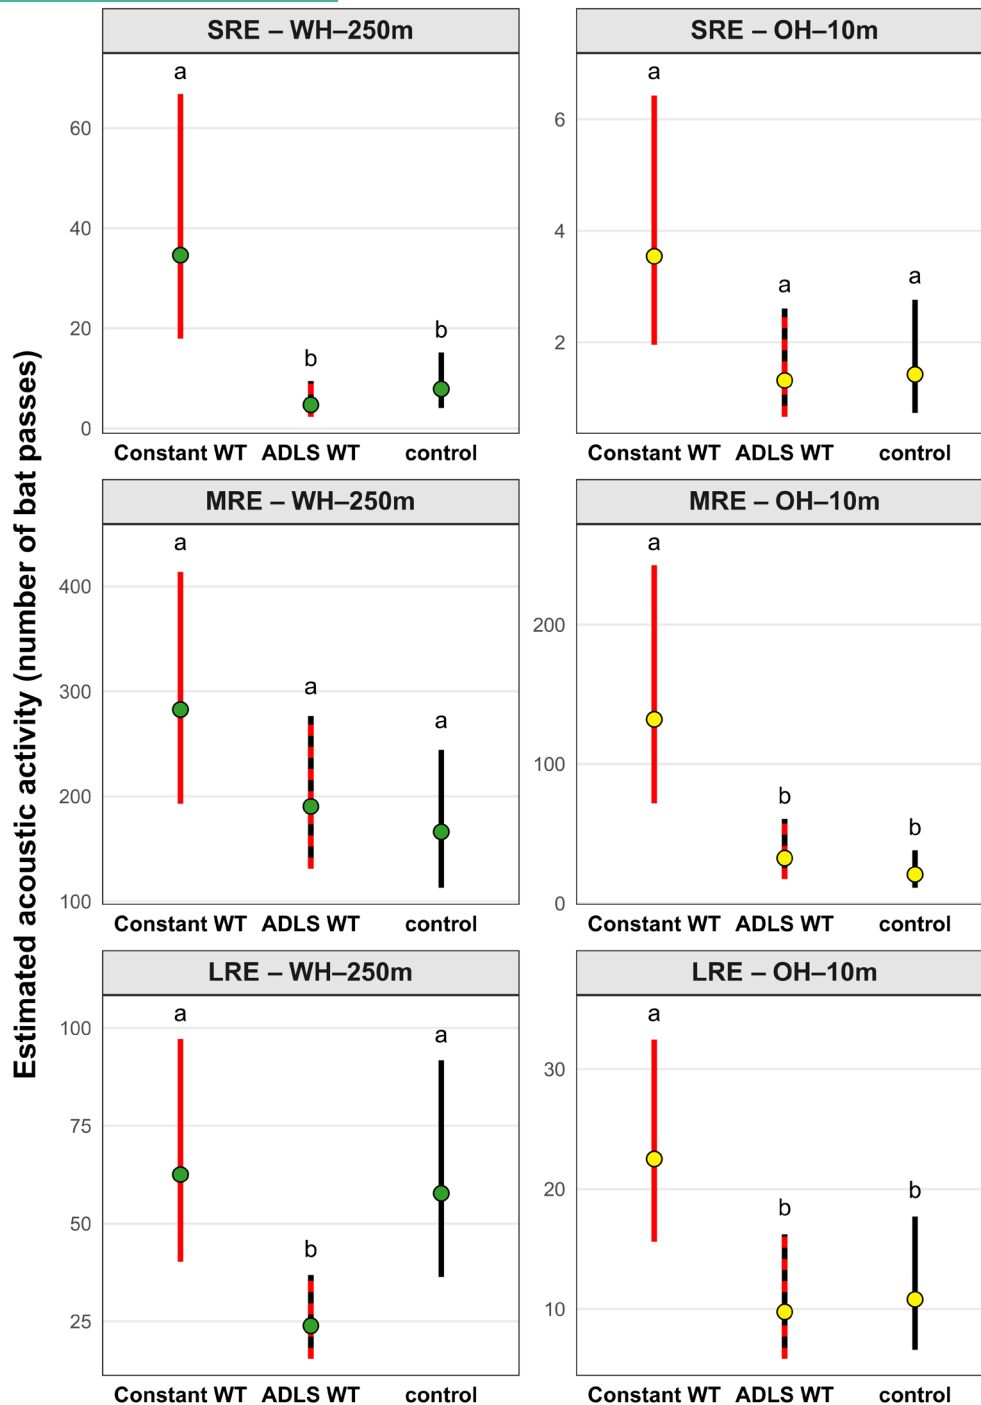 Estimated acoustic activity (number of bat passes)
SRE – WH–250m
a
b
b
60
40
20
0
Constant WT ADLS WT control
SRE – OH–10m
a
a
a
6
4
2
Constant WT ADLS WT control
MRE – WH–250m
a
a
a
400
300
200
100
Constant WT ADLS WT control
MRE – OH–10m
a
b
b
200
100
0
Constant WT ADLS WT control
LRE – WH–250m
a
b
a
100
75
50
25
Constant WT ADLS WT control
LRE – OH–10m
a
b
b
30
20
10
Constant WT ADLS WT control